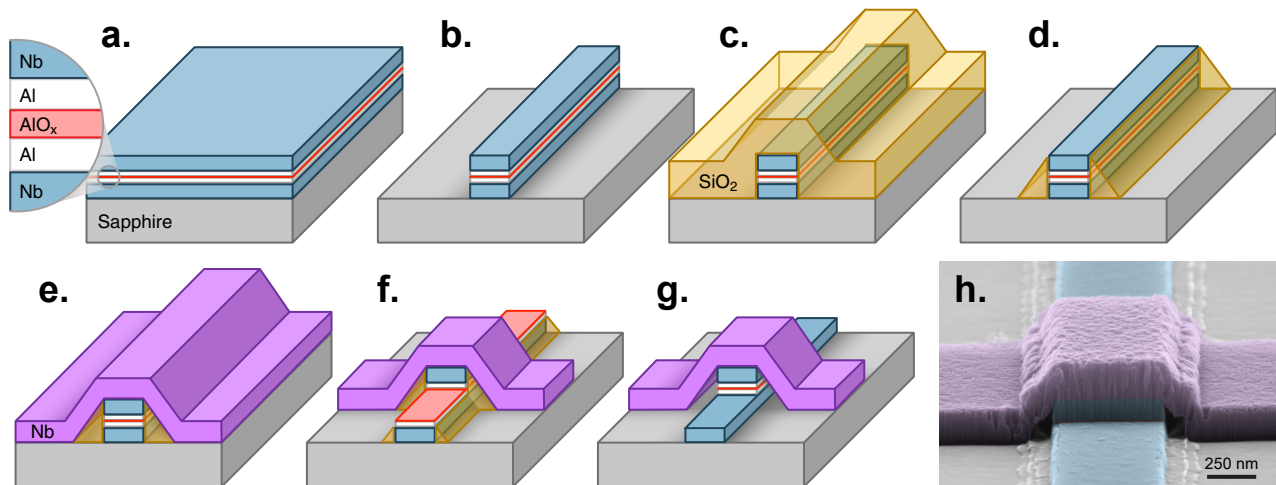 a.
b.
c.
d.
Nb
Al
AlOₓ
Al
Nb
Sapphire
SiO₂
e.
f.
g.
h.
Nb
250 nm